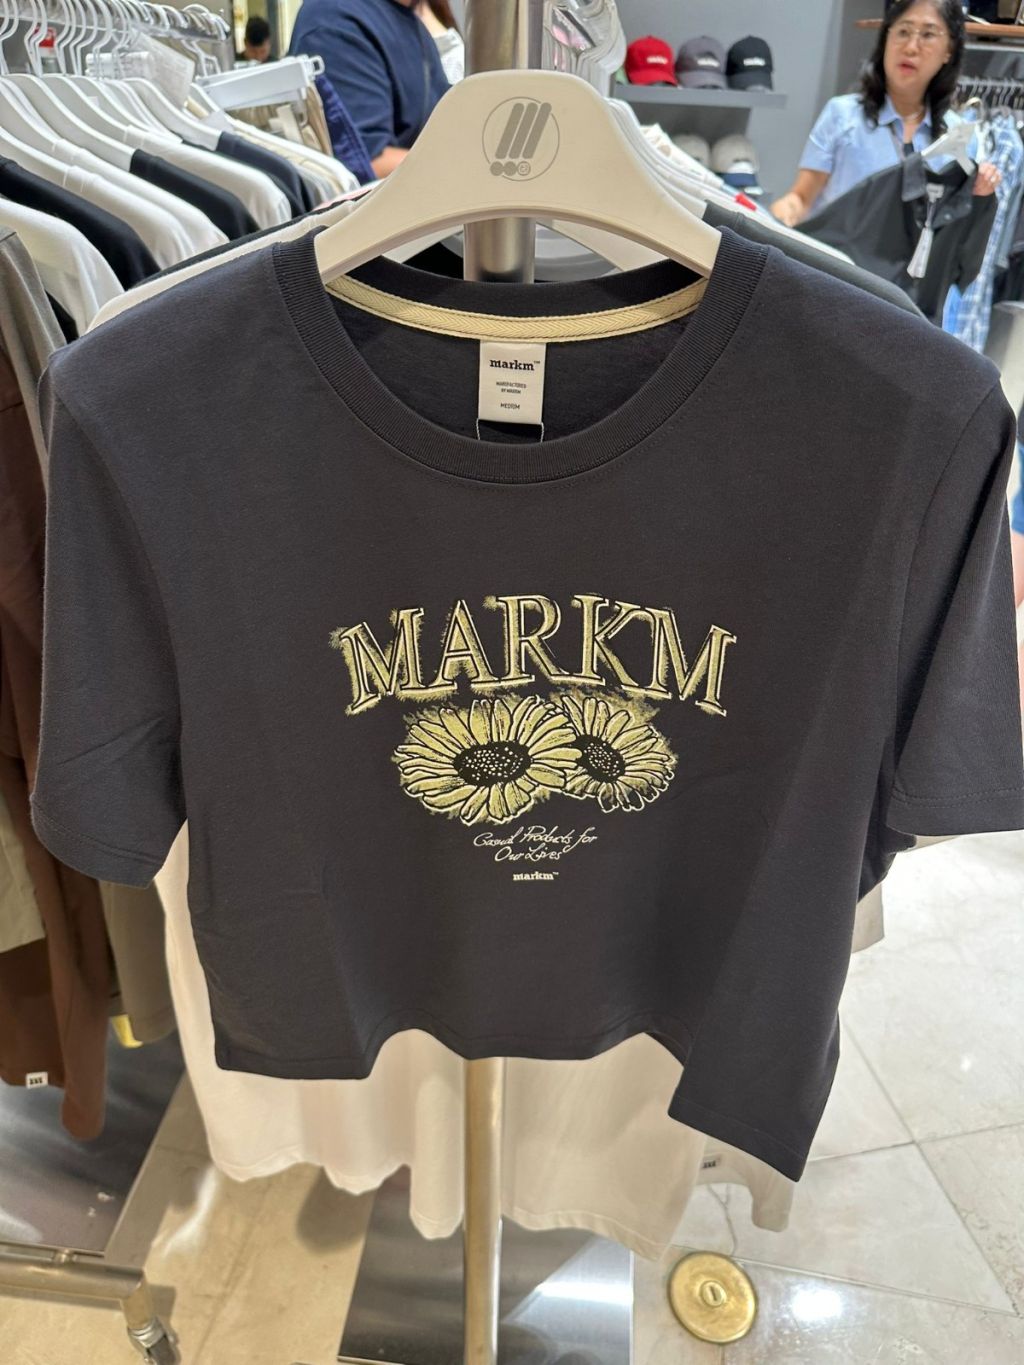 markm™
MANUFACTURED
BY MARKM
MEDIUM
MARKM
Casual Products for
Our Lives
markm™